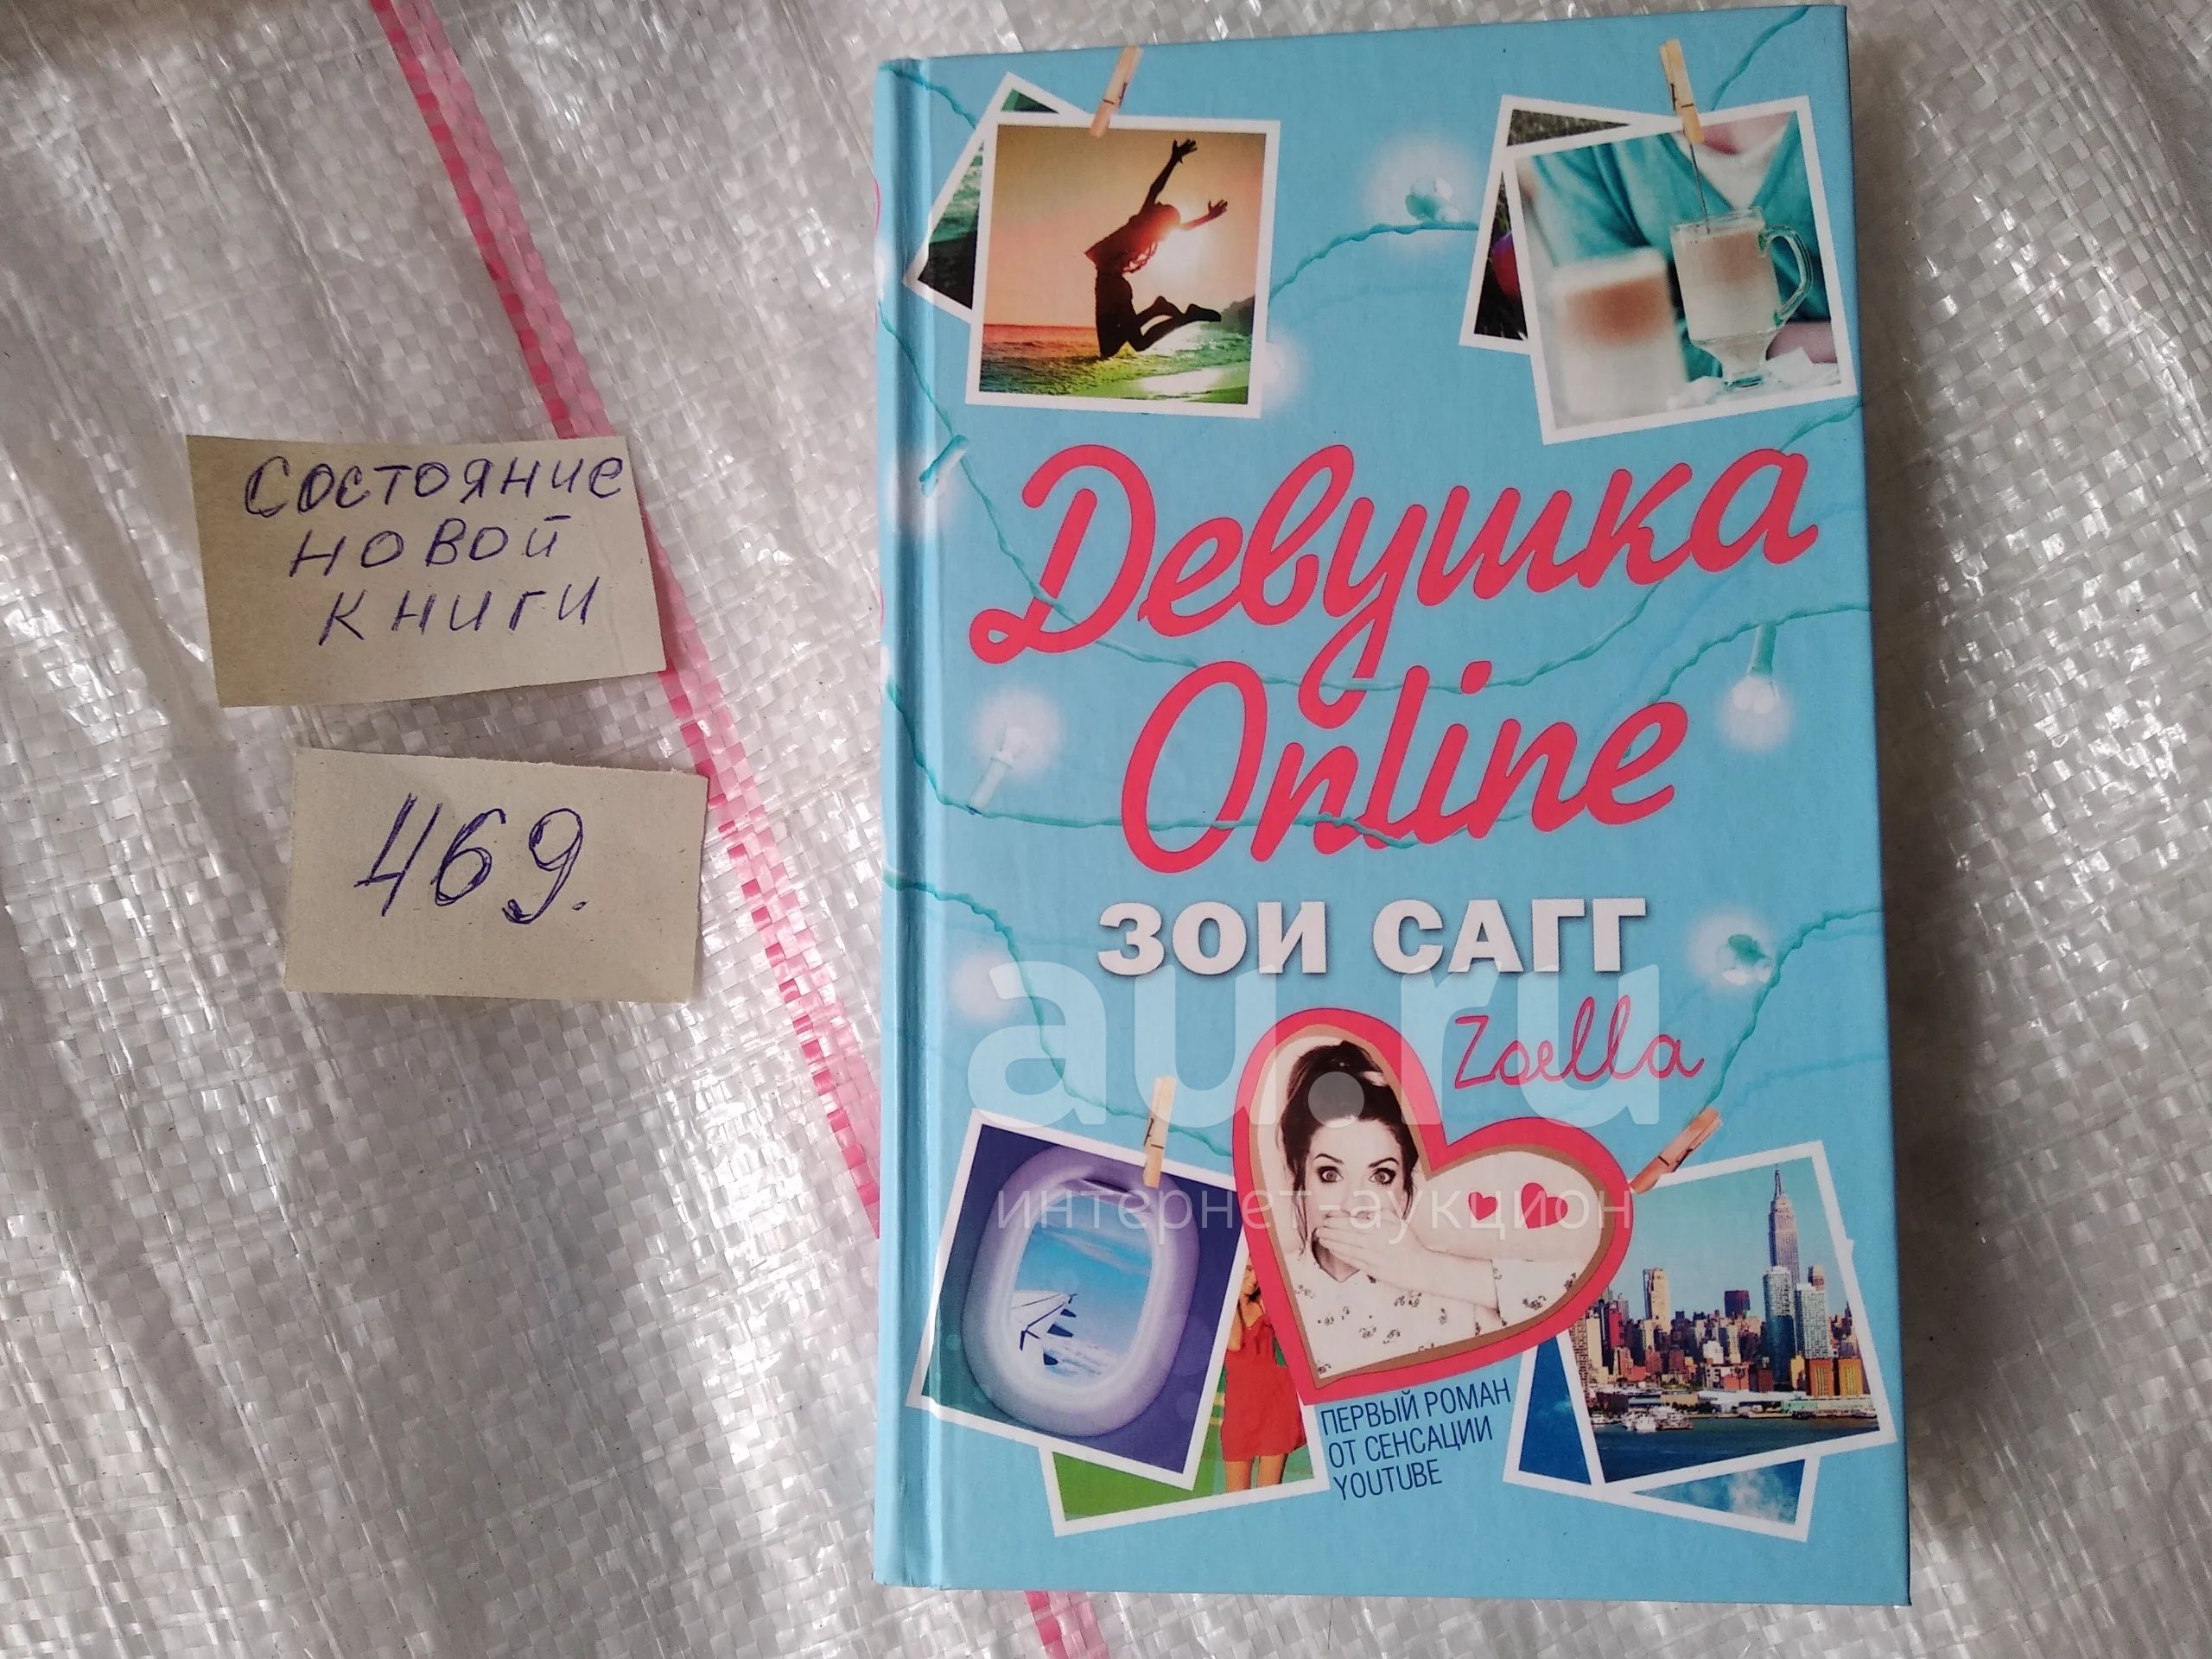 СОСТОЯНИЕ
НОВОЙ
КНИГИ
469.
Девушка
Online
ЗОИ САГГ
Zoella
ПЕРВЫЙ РОМАН
ОТ СЕНСАЦИИ
YOUTUBE
au.ru
интернет-аукцион